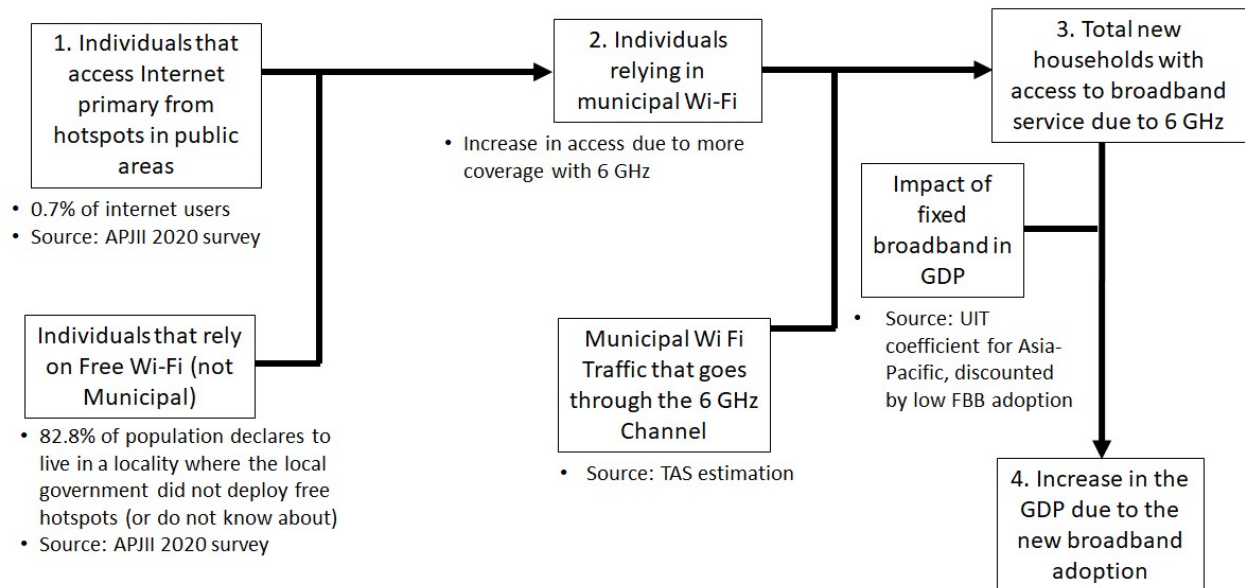 1. Individuals that
access Internet
primary from
hotspots in public
areas
• 0.7% of internet users
• Source: APJII 2020 survey
Individuals that rely
on Free Wi-Fi (not
Municipal)
• 82.8% of population declares to
live in a locality where the local
government did not deploy free
hotspots (or do not know about)
• Source: APJII 2020 survey
2. Individuals
relying in
municipal Wi-Fi
• Increase in access due to more
coverage with 6 GHz
Municipal Wi Fi
Traffic that goes
through the 6 GHz
Channel
• Source: TAS estimation
3. Total new
households with
access to broadband
service due to 6 GHz
Impact of
fixed
broadband in
GDP
• Source: UIT
coefficient for Asia-
Pacific, discounted
by low FBB adoption
4. Increase in the
GDP due to the
new broadband
adoption